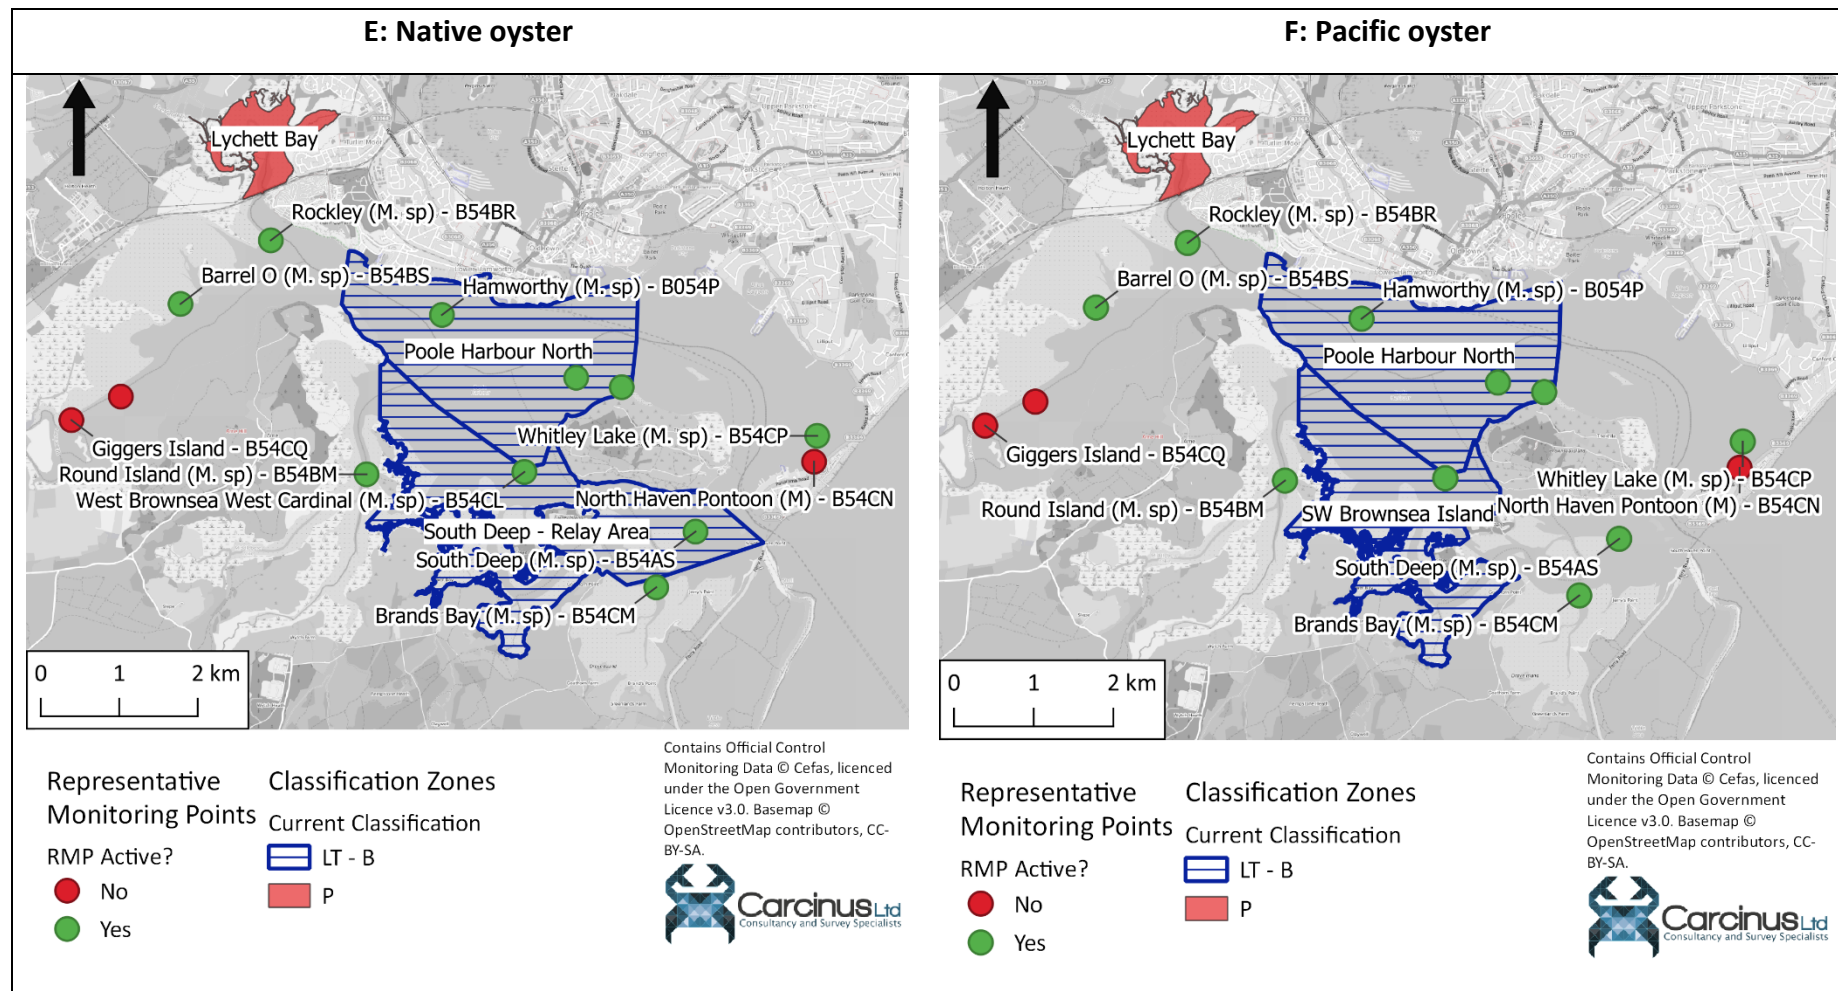 E: Native oyster
Lychett Bay
Rockley (M. sp) - B54BR
Barrel O (M. sp) - B54BS
Hamworthy (M. sp) - B054P
Poole Harbour North
Whitley Lake (M. sp) - B54CP
Giggers Island - B54CQ
Round Island (M. sp) - B54BM
West Brownsea West Cardinal (M. sp) - B54CL
North Haven Pontoon (M) - B54CN
South Deep - Relay Area
South Deep (M. sp) - B54AS
Brands Bay (M. sp) - B54CM
0 1 2 km
Representative
Monitoring Points
RMP Active?
No
Yes
Classification Zones
Current Classification
LT - B
P
Contains Official Control
Monitoring Data © Cefas, licenced
under the Open Government
Licence v3.0. Basemap ©
OpenStreetMap contributors, CC-
BY-SA.
Carcinus Ltd
Consultancy and Survey Specialists
F: Pacific oyster
Lychett Bay
Rockley (M. sp) - B54BR
Barrel O (M. sp) - B54BS
Hamworthy (M. sp) - B054P
Poole Harbour North
Giggers Island - B54CQ
Whitley Lake (M. sp) - B54CP
Round Island (M. sp) - B54BM
North Haven Pontoon (M) - B54CN
SW Brownsea Island
South Deep (M. sp) - B54AS
Brands Bay (M. sp) - B54CM
0 1 2 km
Representative
Monitoring Points
RMP Active?
No
Yes
Classification Zones
Current Classification
LT - B
P
Contains Official Control
Monitoring Data © Cefas, licenced
under the Open Government
Licence v3.0. Basemap ©
OpenStreetMap contributors, CC-
BY-SA.
Carcinus Ltd
Consultancy and Survey Specialists